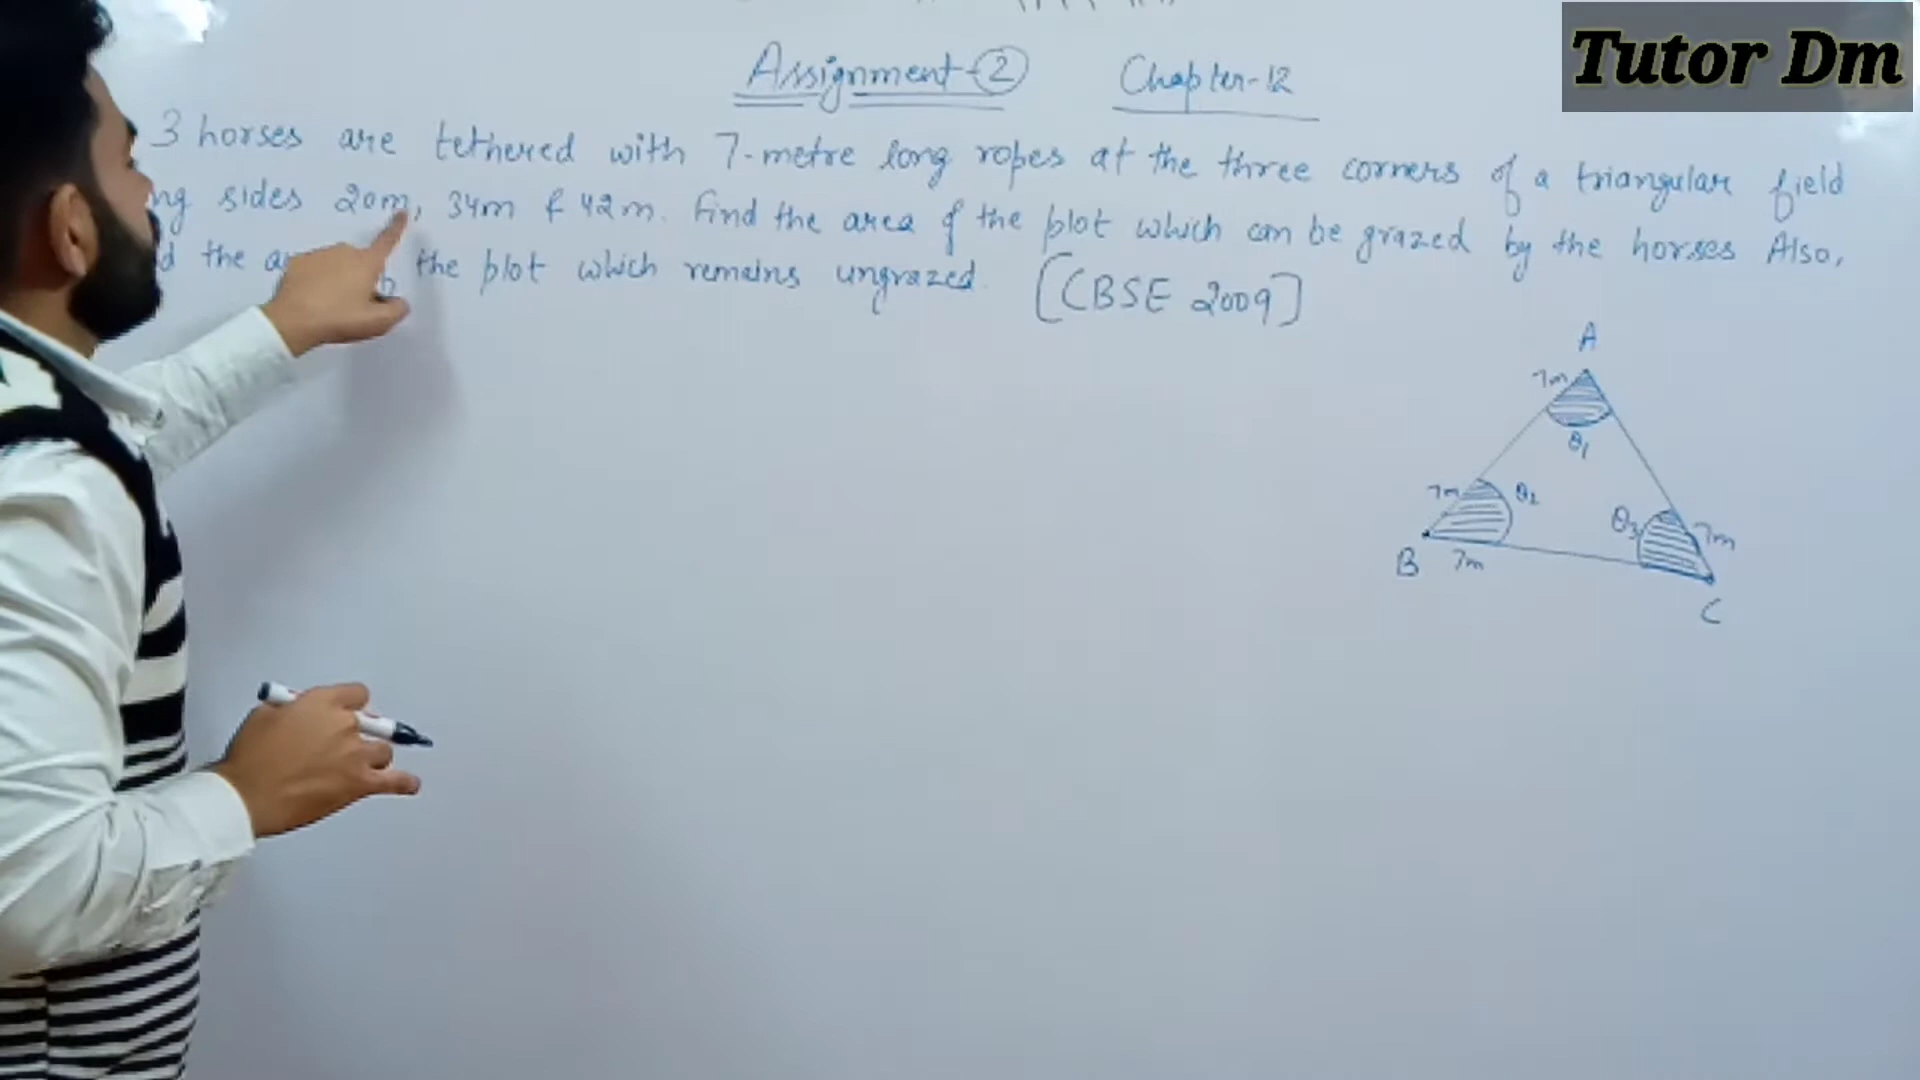 Tutor Dm
Assignment-② Chapter-12
3 horses are tethered with 7-metre long ropes at the three corners of a triangular field
ng sides 20m, 34m & 42m. Find the area of the plot which can be grazed by the horses Also,
d the the plot which remains ungrazed. [CBSE 2009]
A
7m
θ1
7m θ2
θ3 7m
B 7m
C